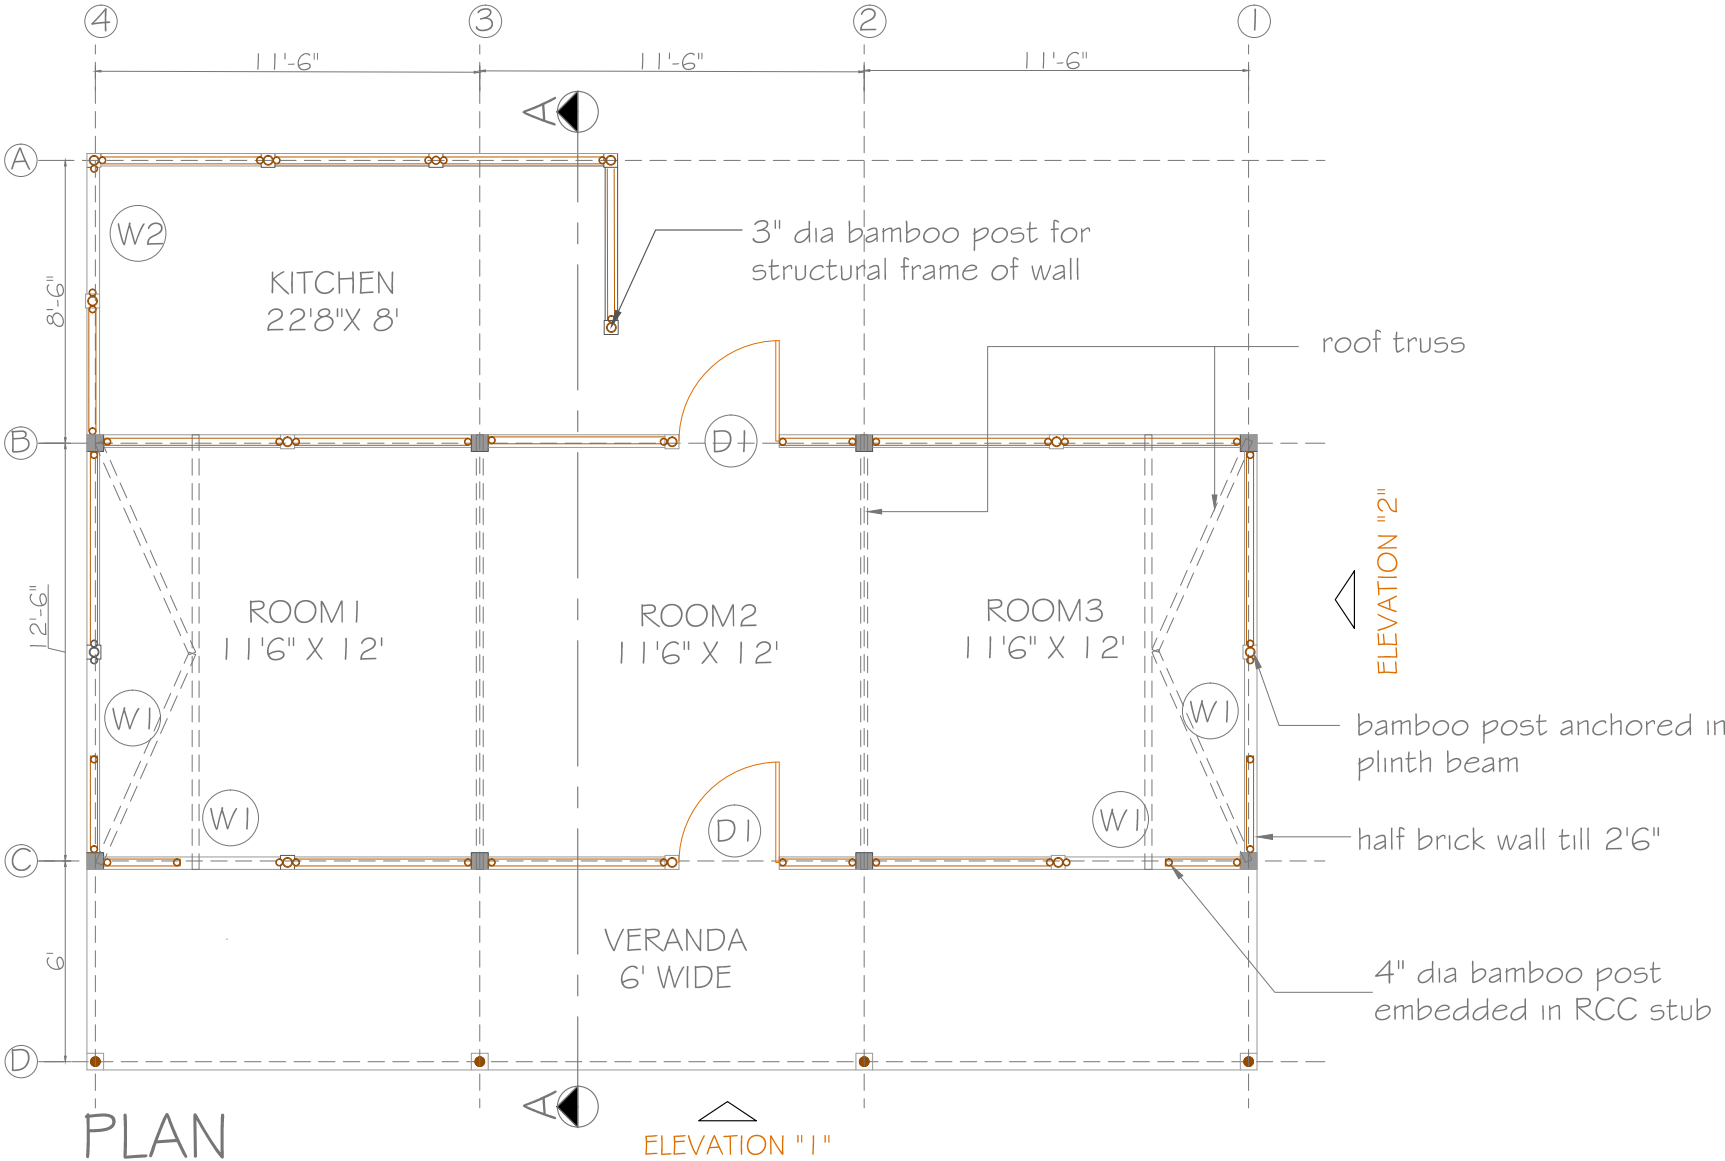 4 3 2 1
11'-6" 11'-6" 11'-6"
A
A
W2
3" dia bamboo post for
structural frame of wall
8'-6"
KITCHEN
22'8"X 8'
roof truss
B
D1
ELEVATION "2"
12'-6"
ROOM1
11'6" X 12'
ROOM2
11'6" X 12'
ROOM3
11'6" X 12'
W1
W1
bamboo post anchored in
plinth beam
W1
D1
W1
half brick wall till 2'6"
C
6'
VERANDA
6' WIDE
4" dia bamboo post
embedded in RCC stub
D
A
PLAN
ELEVATION "1"